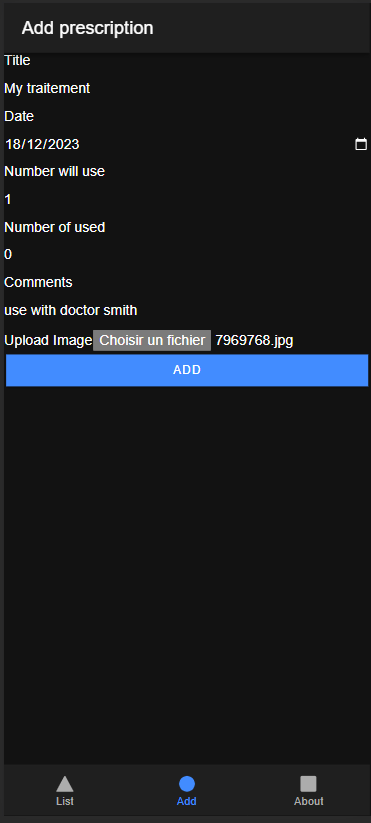 Add prescription
Title
My traitement
Date
18/12/2023
Number will use
1
Number of used
0
Comments
use with doctor smith
Upload Image Choisir un fichier 7969768.jpg
ADD
List Add About